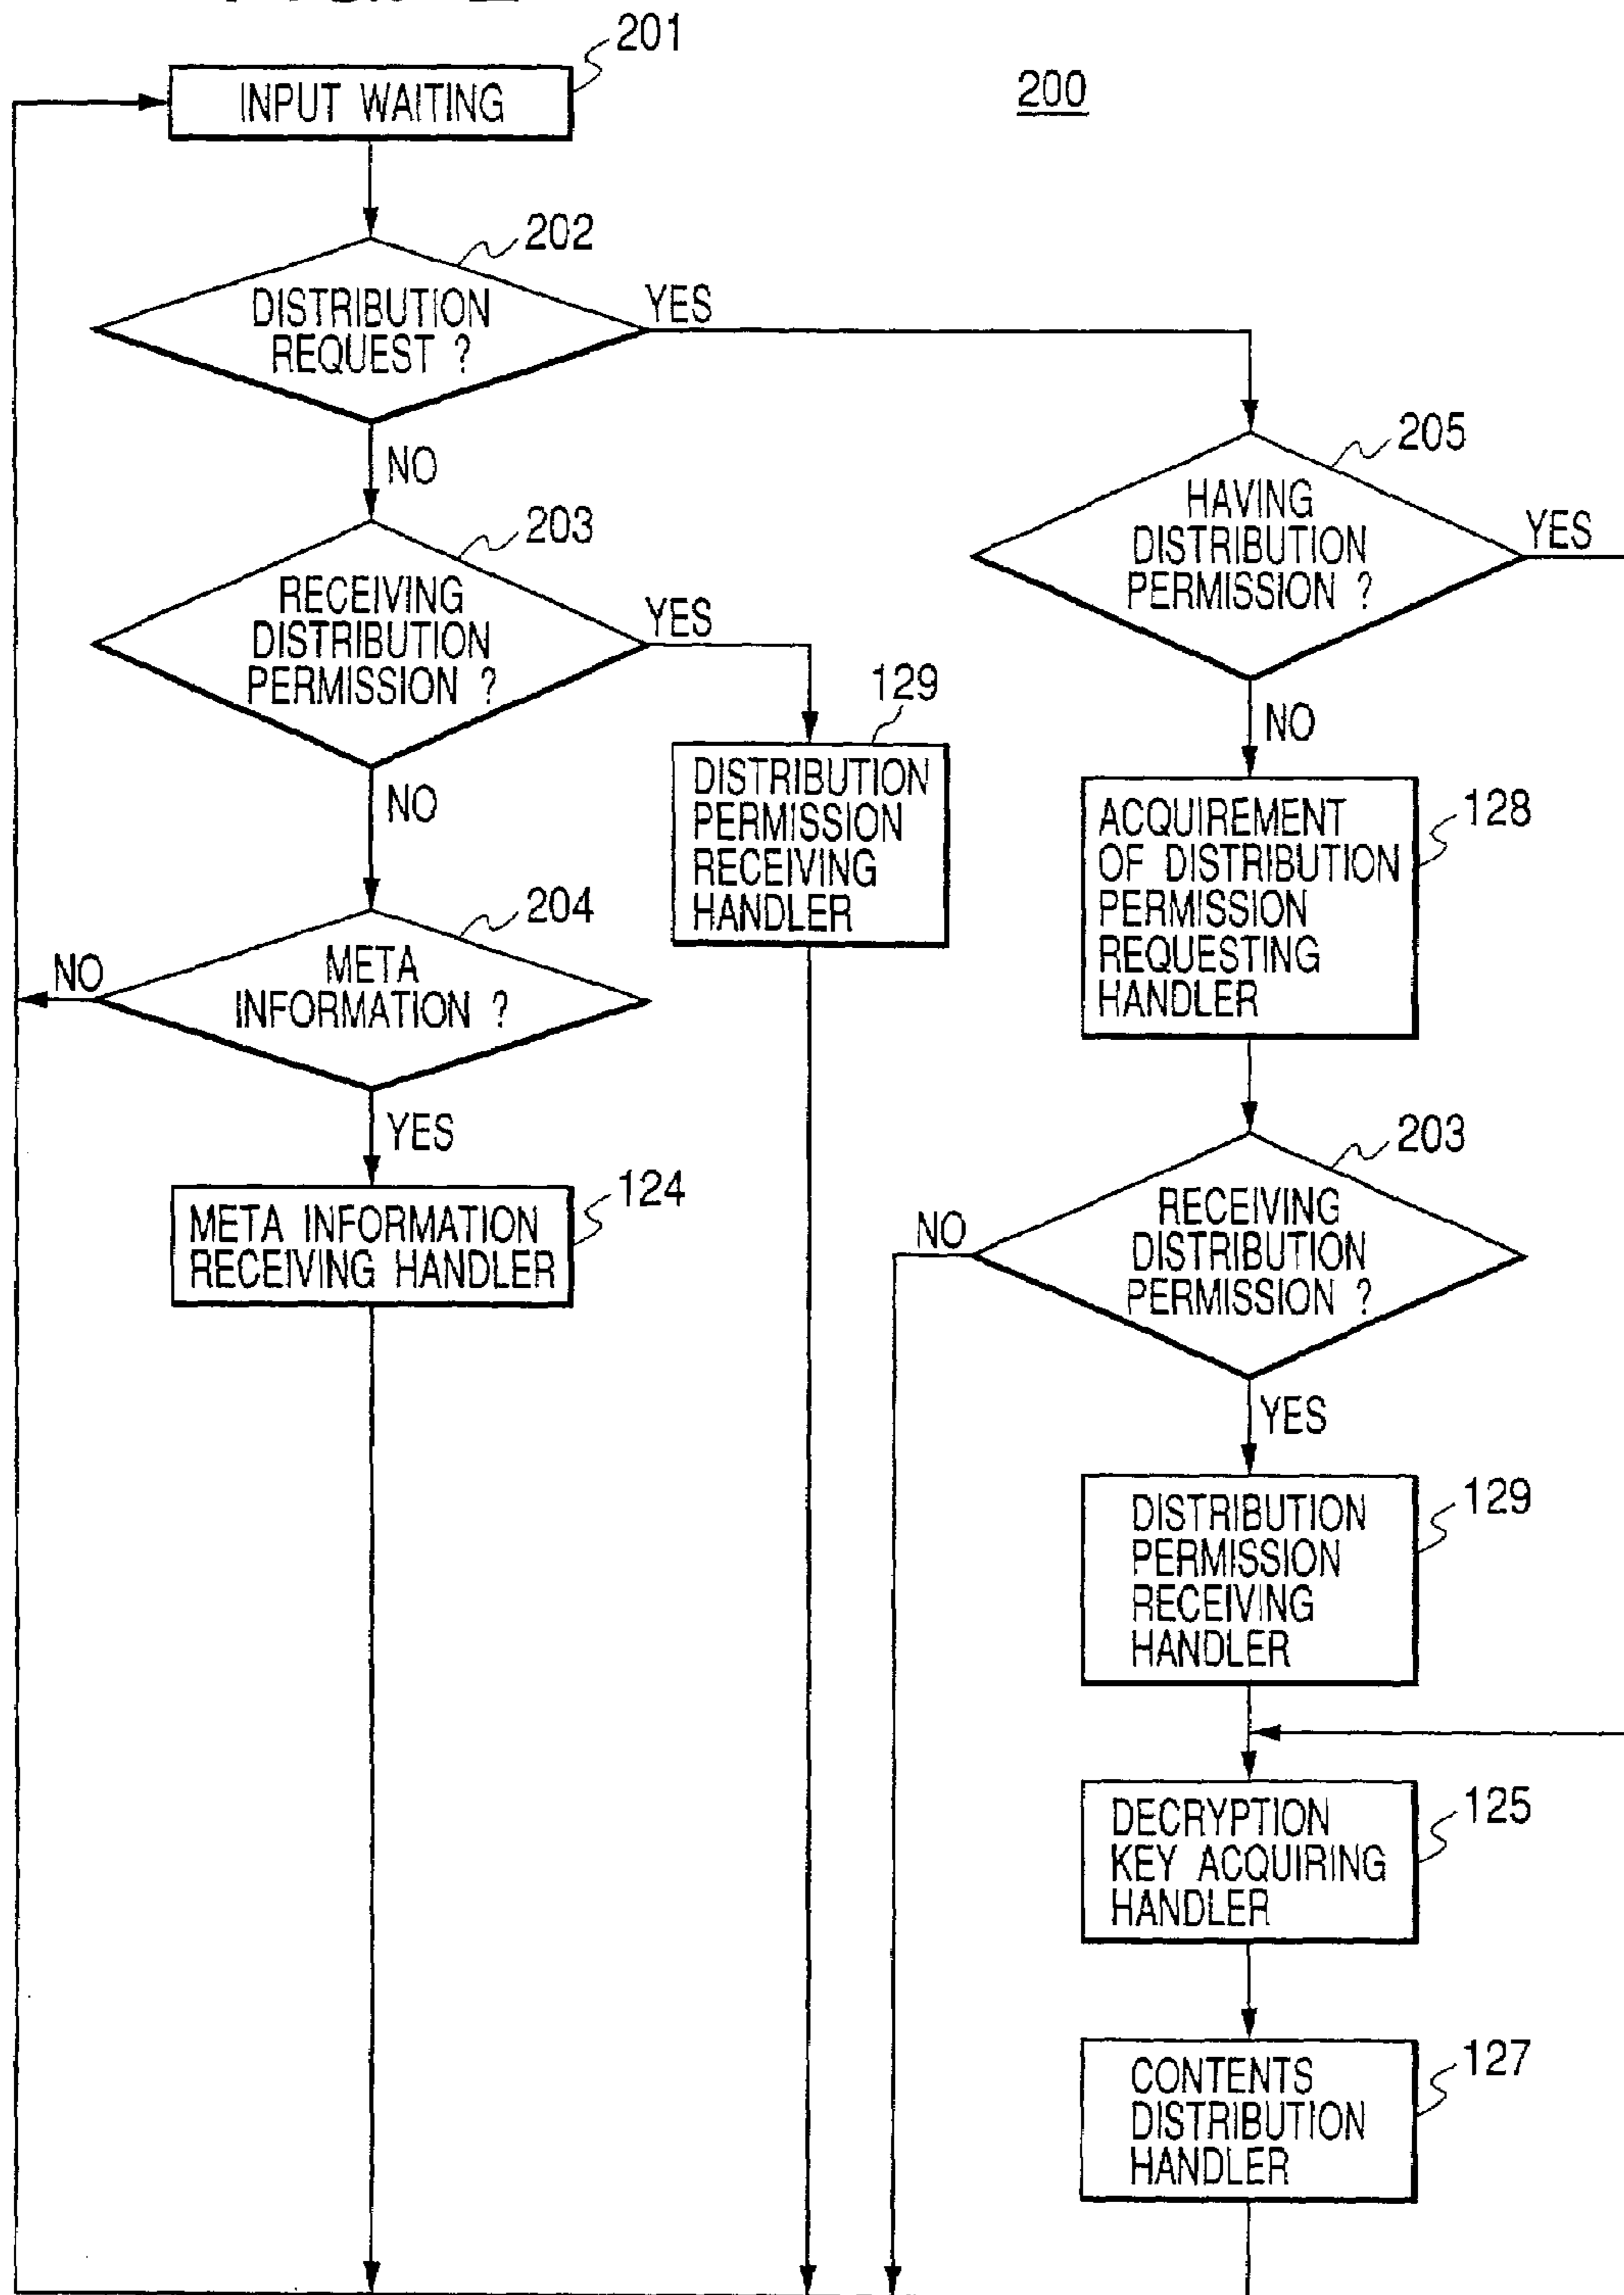 201
INPUT WAITING
200
202
DISTRIBUTION
REQUEST ?
YES
NO
205
HAVING
DISTRIBUTION
PERMISSION ?
YES
NO
203
RECEIVING
DISTRIBUTION
PERMISSION ?
YES
NO
129
DISTRIBUTION
PERMISSION
RECEIVING
HANDLER
128
ACQUIREMENT
OF DISTRIBUTION
PERMISSION
REQUESTING
HANDLER
204
META
INFORMATION ?
NO
YES
124
META INFORMATION
RECEIVING HANDLER
203
RECEIVING
DISTRIBUTION
PERMISSION ?
NO
YES
129
DISTRIBUTION
PERMISSION
RECEIVING
HANDLER
125
DECRYPTION
KEY ACQUIRING
HANDLER
127
CONTENTS
DISTRIBUTION
HANDLER